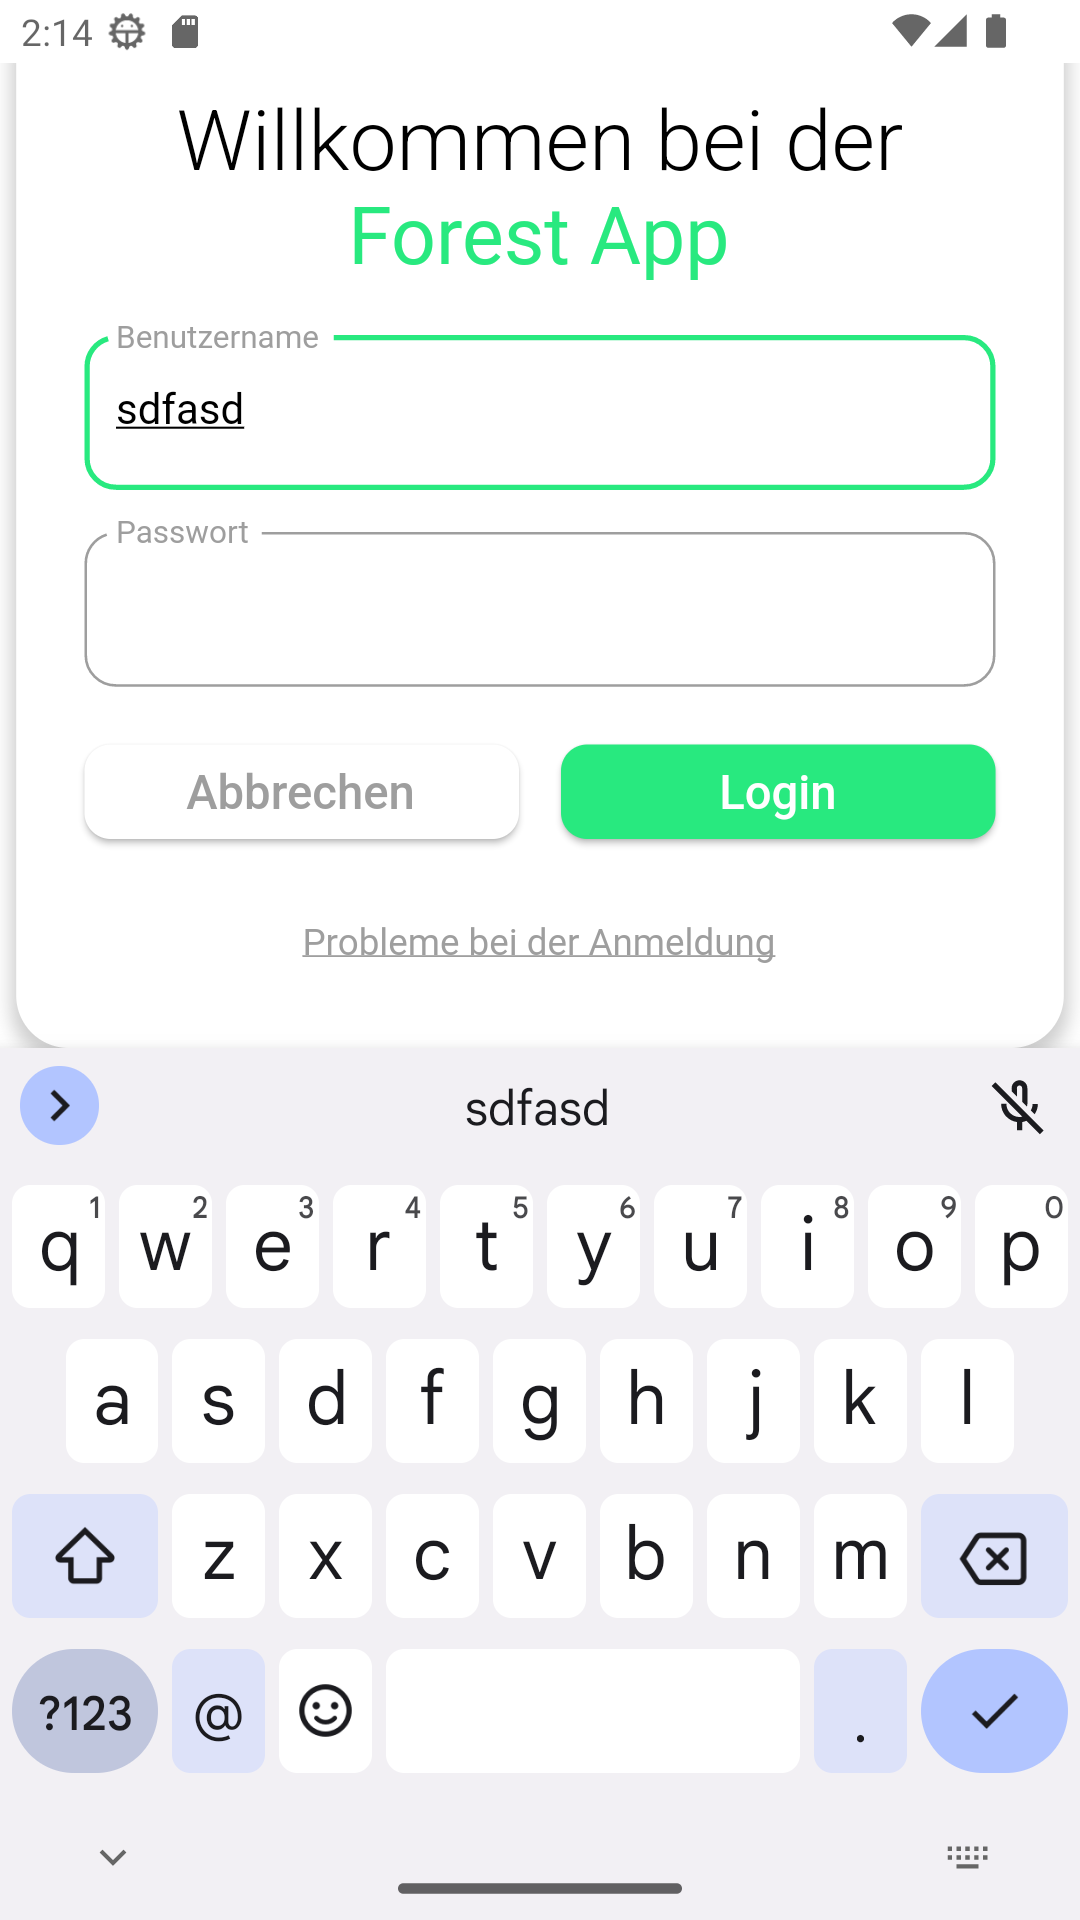 2:14
Willkommen bei der
Forest App
Benutzername
sdfasd
Passwort
Abbrechen Login
Probleme bei der Anmeldung
sdfasd
q 1 w 2 e 3 r 4 t 5 y 6 u 7 i 8 o 9 p 0
a s d f g h j k l
z x c v b n m
?123 @ .